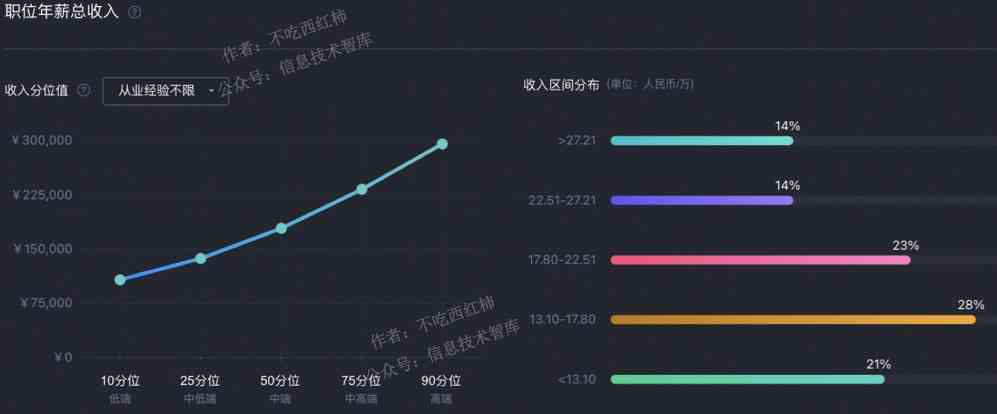 职位年薪总收入 ?
作者：不吃西红柿
公众号：信息技术智库
收入分位值 ? 从业经验不限
¥300,000
¥225,000
¥150,000
¥75,000
¥0
10分位 25分位 50分位 75分位 90分位
低端 中低端 中端 中高端 高端
作者：不吃西红柿
公众号：信息技术智库
收入区间分布 (单位：人民币/万)
14%
>27.21
14%
22.51-27.21
23%
17.80-22.51
28%
13.10-17.80
21%
<13.10